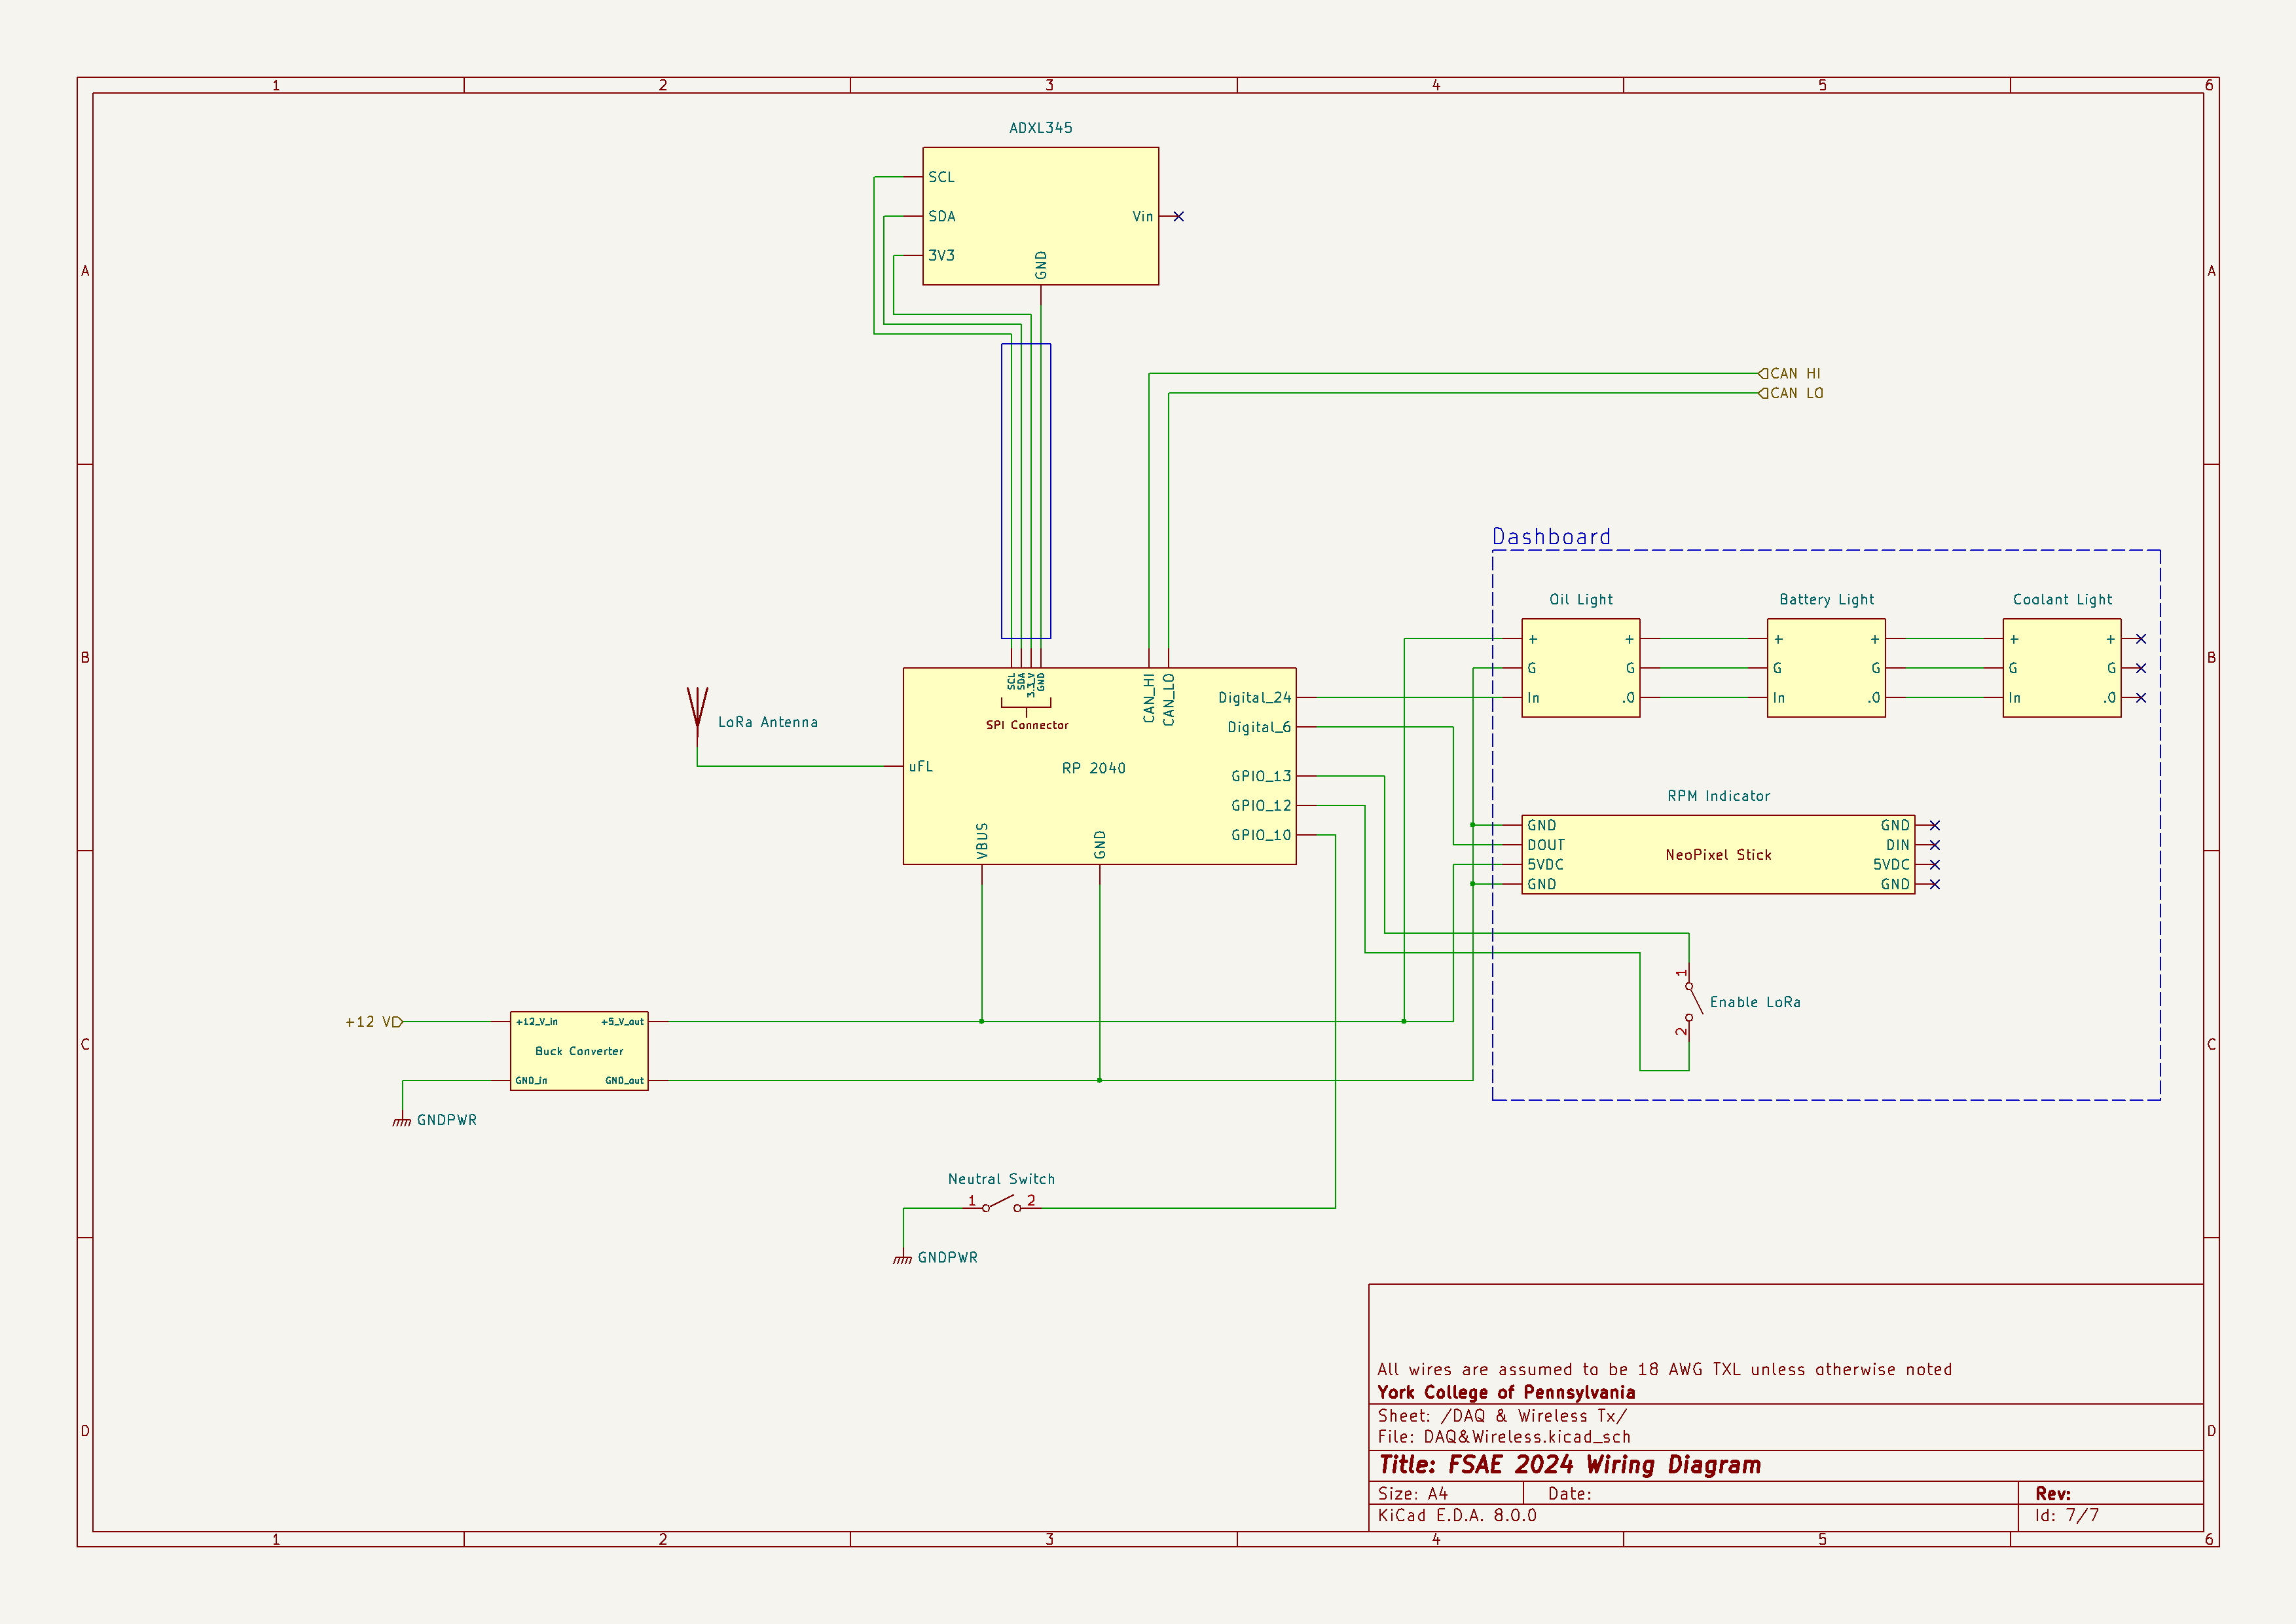 1 2 3 4 5 6
ADXL345
SCL
SDA Vin
3V3
GND
A A
CAN HI
CAN LO
Dashboard
Oil Light Battery Light Coolant Light
+ + + + + +
G G G G G G
In .O In .O In .O
B B
SCL SDA 3.3_V GND
SPI Connector
CAN_HI CAN_LO
Digital_24
Digital_6
LoRa Antenna
uFL
RP 2040
GPIO_13
GPIO_12
GPIO_10
VBUS
GND
RPM Indicator
GND GND
DOUT DIN
NeoPixel Stick
5VDC 5VDC
GND GND
1
Enable LoRa
2
+12 V
+12_V_in +5_V_out
Buck Converter
GND_in GND_out
GNDPWR
C C
Neutral Switch
1 2
GNDPWR
All wires are assumed to be 18 AWG TXL unless otherwise noted
York College of Pennsylvania
Sheet: /DAQ & Wireless Tx/
File: DAQ&Wireless.kicad_sch
D D
Title: FSAE 2024 Wiring Diagram
Size: A4 Date: Rev:
KiCad E.D.A. 8.0.0 Id: 7/7
1 2 3 4 5 6